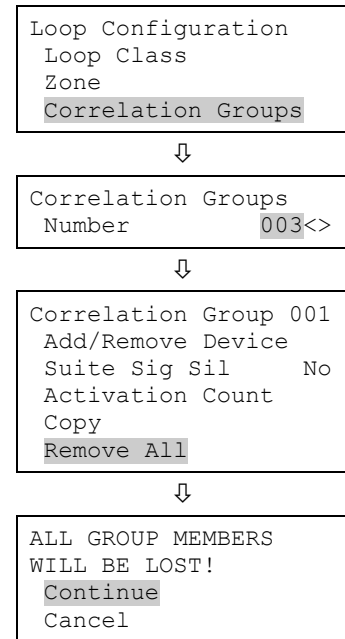 Loop Configuration
Loop Class
Zone
Correlation Groups
⇩
Correlation Groups
Number 003<>
⇩
Correlation Group 001
Add/Remove Device
Suite Sig Sil No
Activation Count
Copy
Remove All
⇩
ALL GROUP MEMBERS
WILL BE LOST!
Continue
Cancel